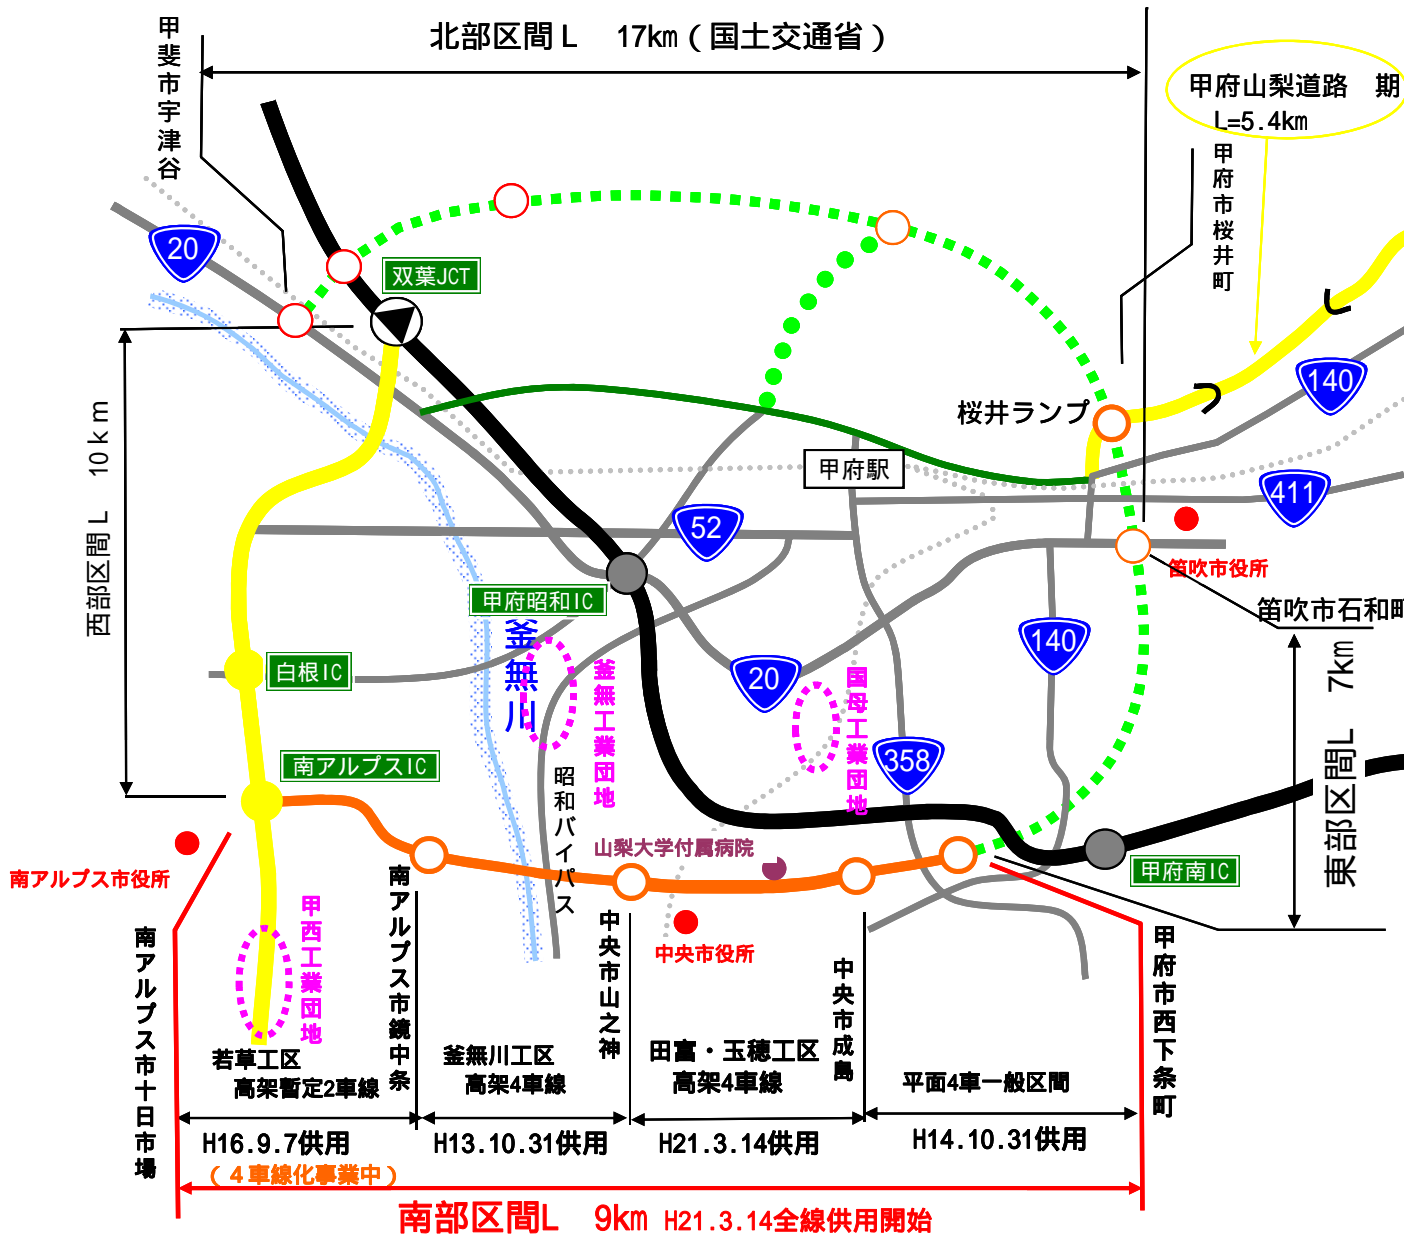 北部区間L 17km(国土交通省)
甲斐市宇津谷
甲府山梨道路 期
L=5.4km
甲府市桜井町
20
双葉JCT
140
桜井ランプ
甲府駅
411
52
西部区間L 10km
笛吹市役所
甲府昭和IC
笛吹市石和町
釜無川
140
白根IC
20
釜無工業団地
国母工業団地
東部区間L 7km
南アルプスIC
358
昭和バイパス
山梨大学付属病院
甲府南IC
南アルプス市役所
甲西工業団地
南アルプス市鏡中条
中央市役所
中央市山之神
中央市成島
甲府市西下条町
南アルプス市十日市場
若草工区
高架暫定2車線
釜無川工区
高架4車線
田富・玉穂工区
高架4車線
平面4車一般区間
H16.9.7供用
(4車線化事業中)
H13.10.31供用
H21.3.14供用
H14.10.31供用
南部区間L 9km H21.3.14全線供用開始